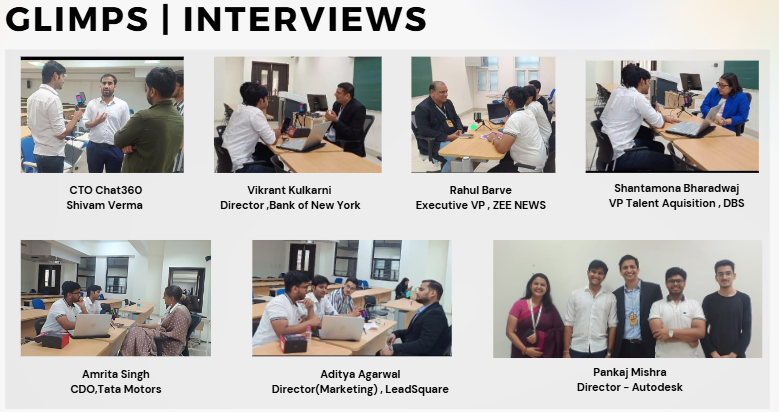 GLIMPS | INTERVIEWS
CTO Chat360
Shivam Verma
Vikrant Kulkarni
Director ,Bank of New York
Rahul Barve
Executive VP , ZEE NEWS
Shantamona Bharadwaj
VP Talent Aquisition , DBS
Amrita Singh
CDO,Tata Motors
Aditya Agarwal
Director(Marketing) , LeadSquare
Pankaj Mishra
Director - Autodesk